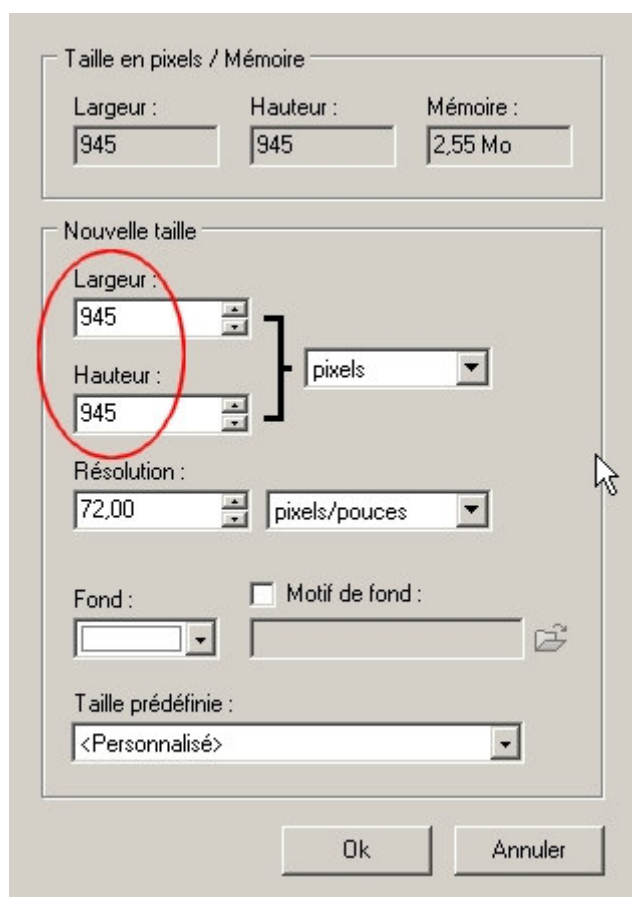 Taille en pixels / Mémoire
Largeur : Hauteur : Mémoire :
945 945 2,55 Mo
Nouvelle taille
Largeur :
945
pixels
Hauteur :
945
Résolution :
72,00 pixels/pouces
Fond : Motif de fond :
Taille prédéfinie :
<Personnalisé>
Ok Annuler